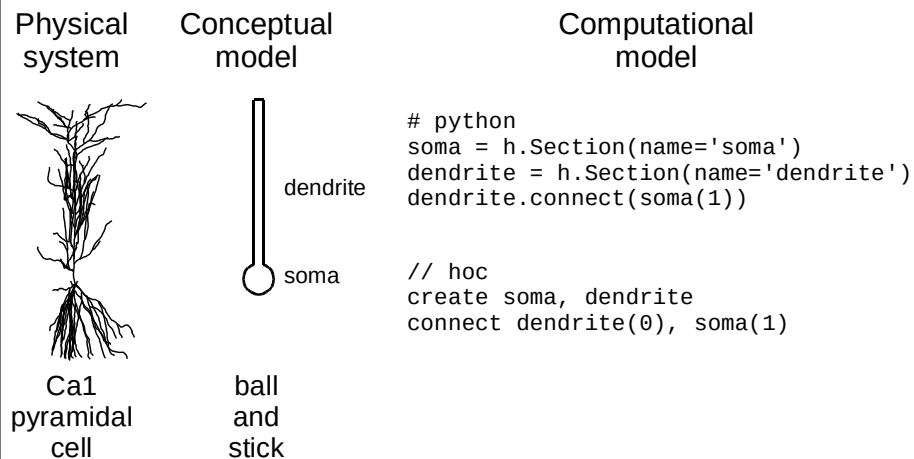 Physical
system
Conceptual
model
Computational
model
dendrite
soma
# python
soma = h.Section(name='soma')
dendrite = h.Section(name='dendrite')
dendrite.connect(soma(1))
// hoc
create soma, dendrite
connect dendrite(0), soma(1)
Ca1
pyramidal
cell
ball
and
stick